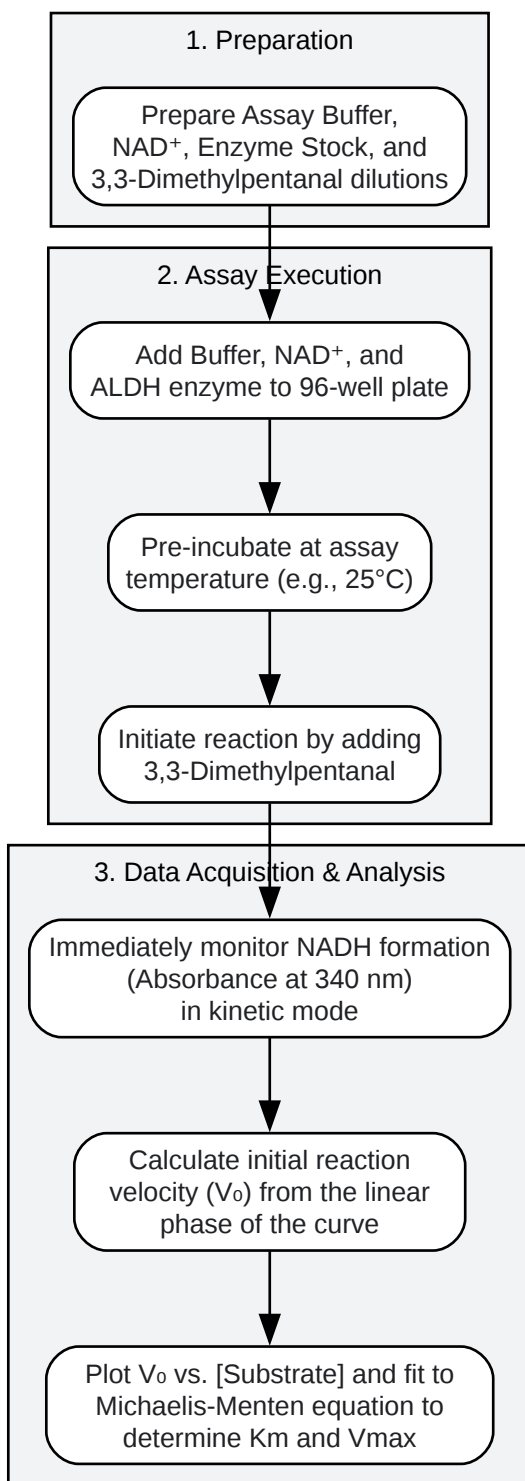 1. Preparation
Prepare Assay Buffer,
NAD⁺, Enzyme Stock, and
3,3-Dimethylpentanal dilutions
2. Assay Execution
Add Buffer, NAD⁺, and
ALDH enzyme to 96-well plate
Pre-incubate at assay
temperature (e.g., 25°C)
Initiate reaction by adding
3,3-Dimethylpentanal
3. Data Acquisition & Analysis
Immediately monitor NADH formation
(Absorbance at 340 nm)
in kinetic mode
Calculate initial reaction
velocity (V₀) from the linear
phase of the curve
Plot V₀ vs. [Substrate] and fit to
Michaelis-Menten equation to
determine Km and Vmax